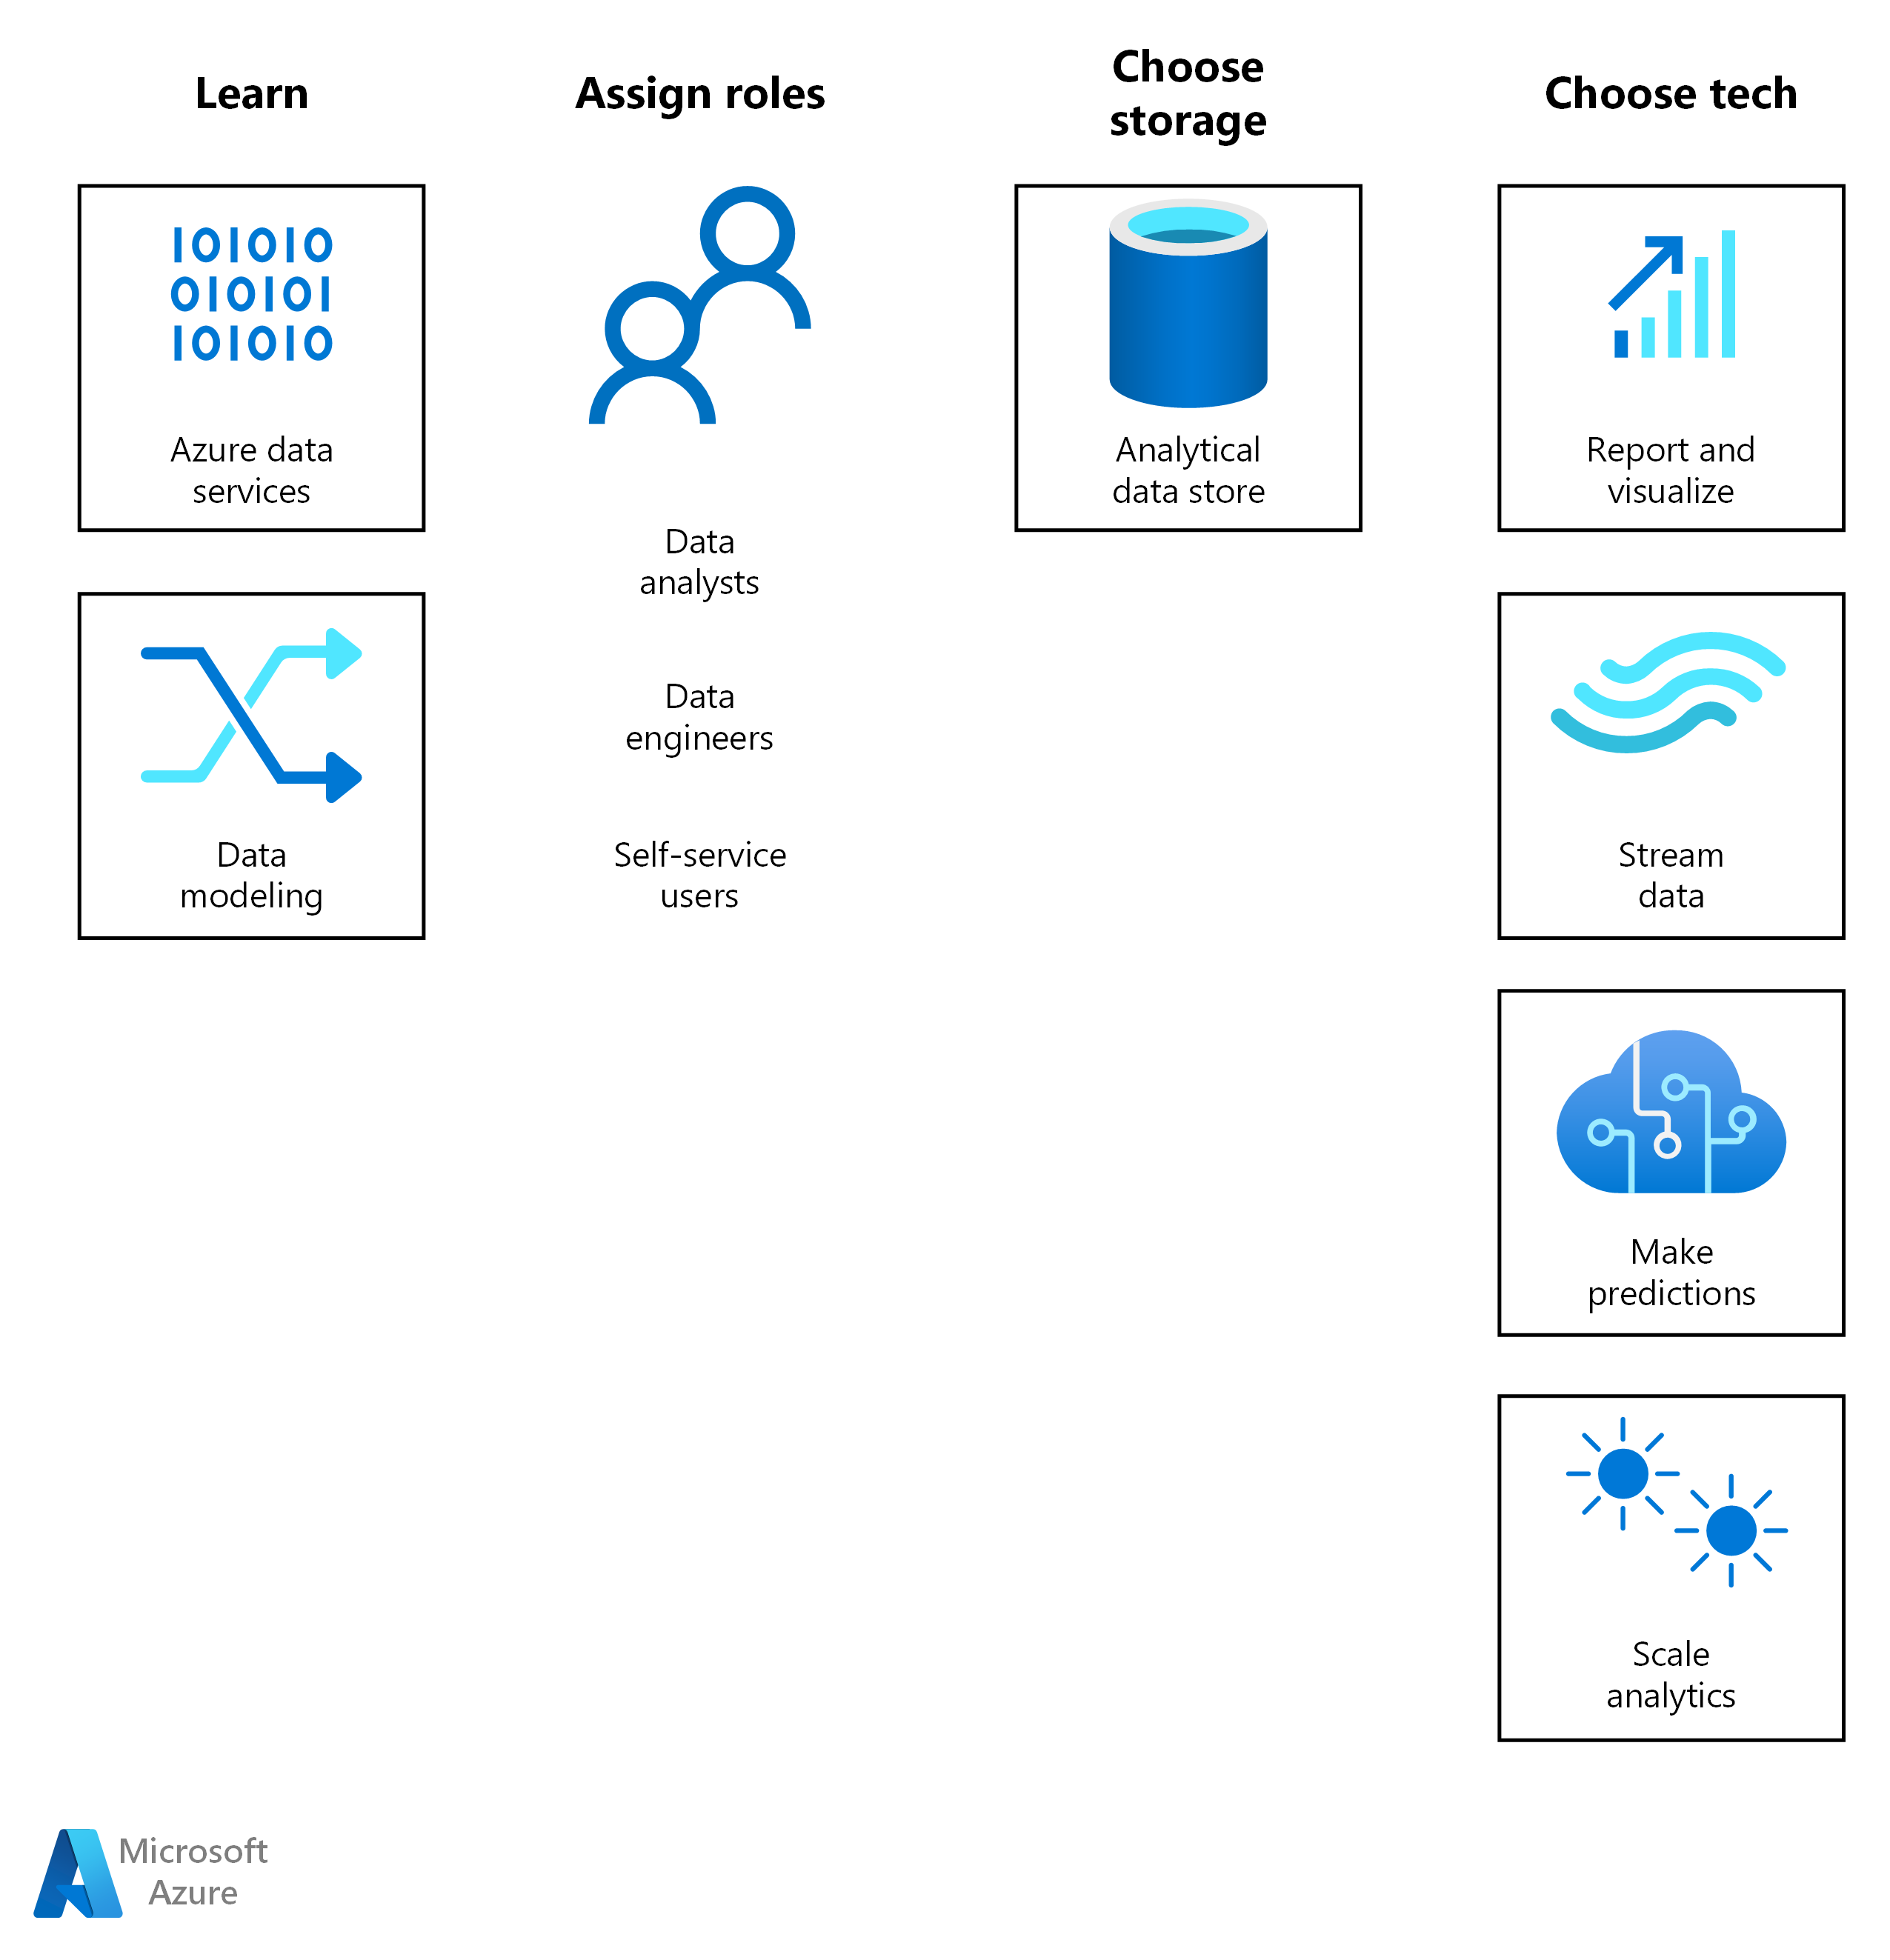 Learn
Assign roles
Choose
storage
Choose tech
101010
010101
101010
Azure data
services
Data
modeling
Data
analysts
Data
engineers
Self-service
users
Analytical
data store
Report and
visualize
Stream
data
Make
predictions
Scale
analytics
Microsoft
Azure